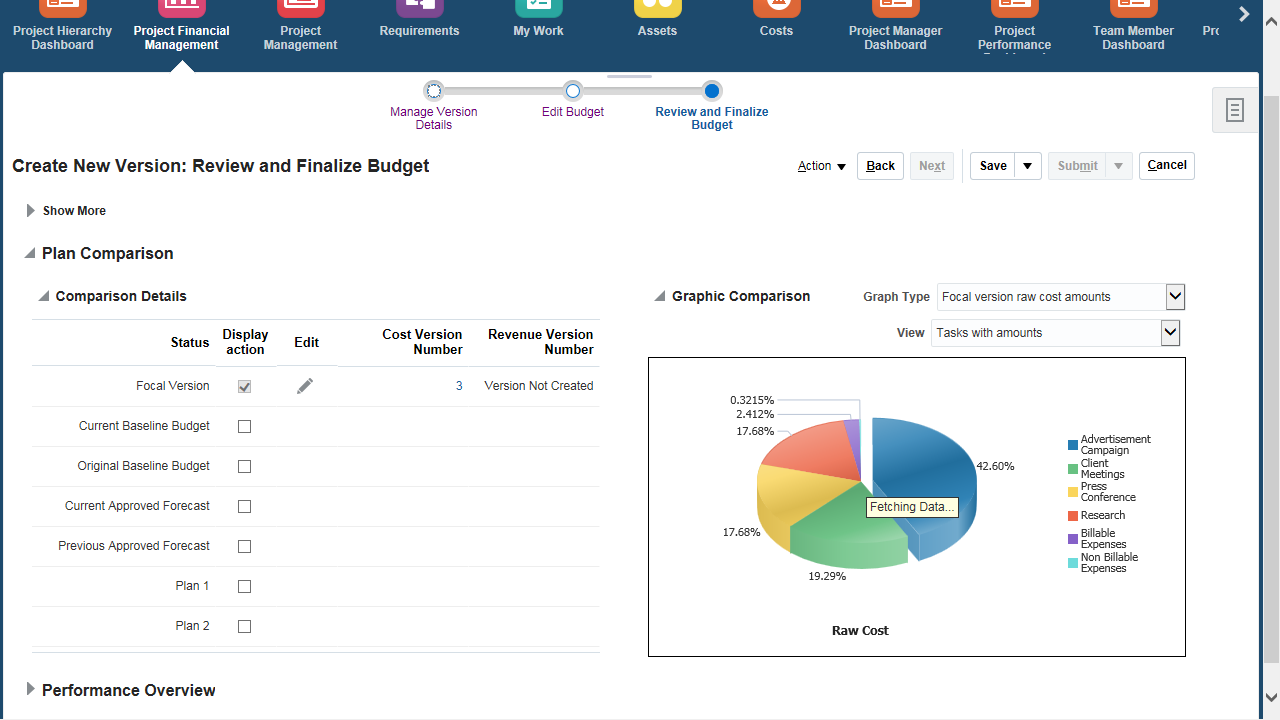 Project Hierarchy
Dashboard
Project Financial
Management
Project
Management
Requirements
My Work
Assets
Costs
Project Manager
Dashboard
Project
Performance
Team Member
Dashboard
Manage Version
Details
Edit Budget
Review and Finalize
Budget
Create New Version: Review and Finalize Budget
Action
Back
Next
Save
Submit
Cancel
Show More
Plan Comparison
Comparison Details
Status
Display
action
Edit
Cost Version
Number
Revenue Version
Number
Focal Version
3
Version Not Created
Current Baseline Budget
Original Baseline Budget
Current Approved Forecast
Previous Approved Forecast
Plan 1
Plan 2
Graphic Comparison
Graph Type
Focal version raw cost amounts
View
Tasks with amounts
0.3215%
2.412%
17.68%
42.60%
Fetching Data...
17.68%
19.29%
Raw Cost
Advertisement
Campaign
Client
Meetings
Press
Conference
Research
Billable
Expenses
Non Billable
Expenses
Performance Overview